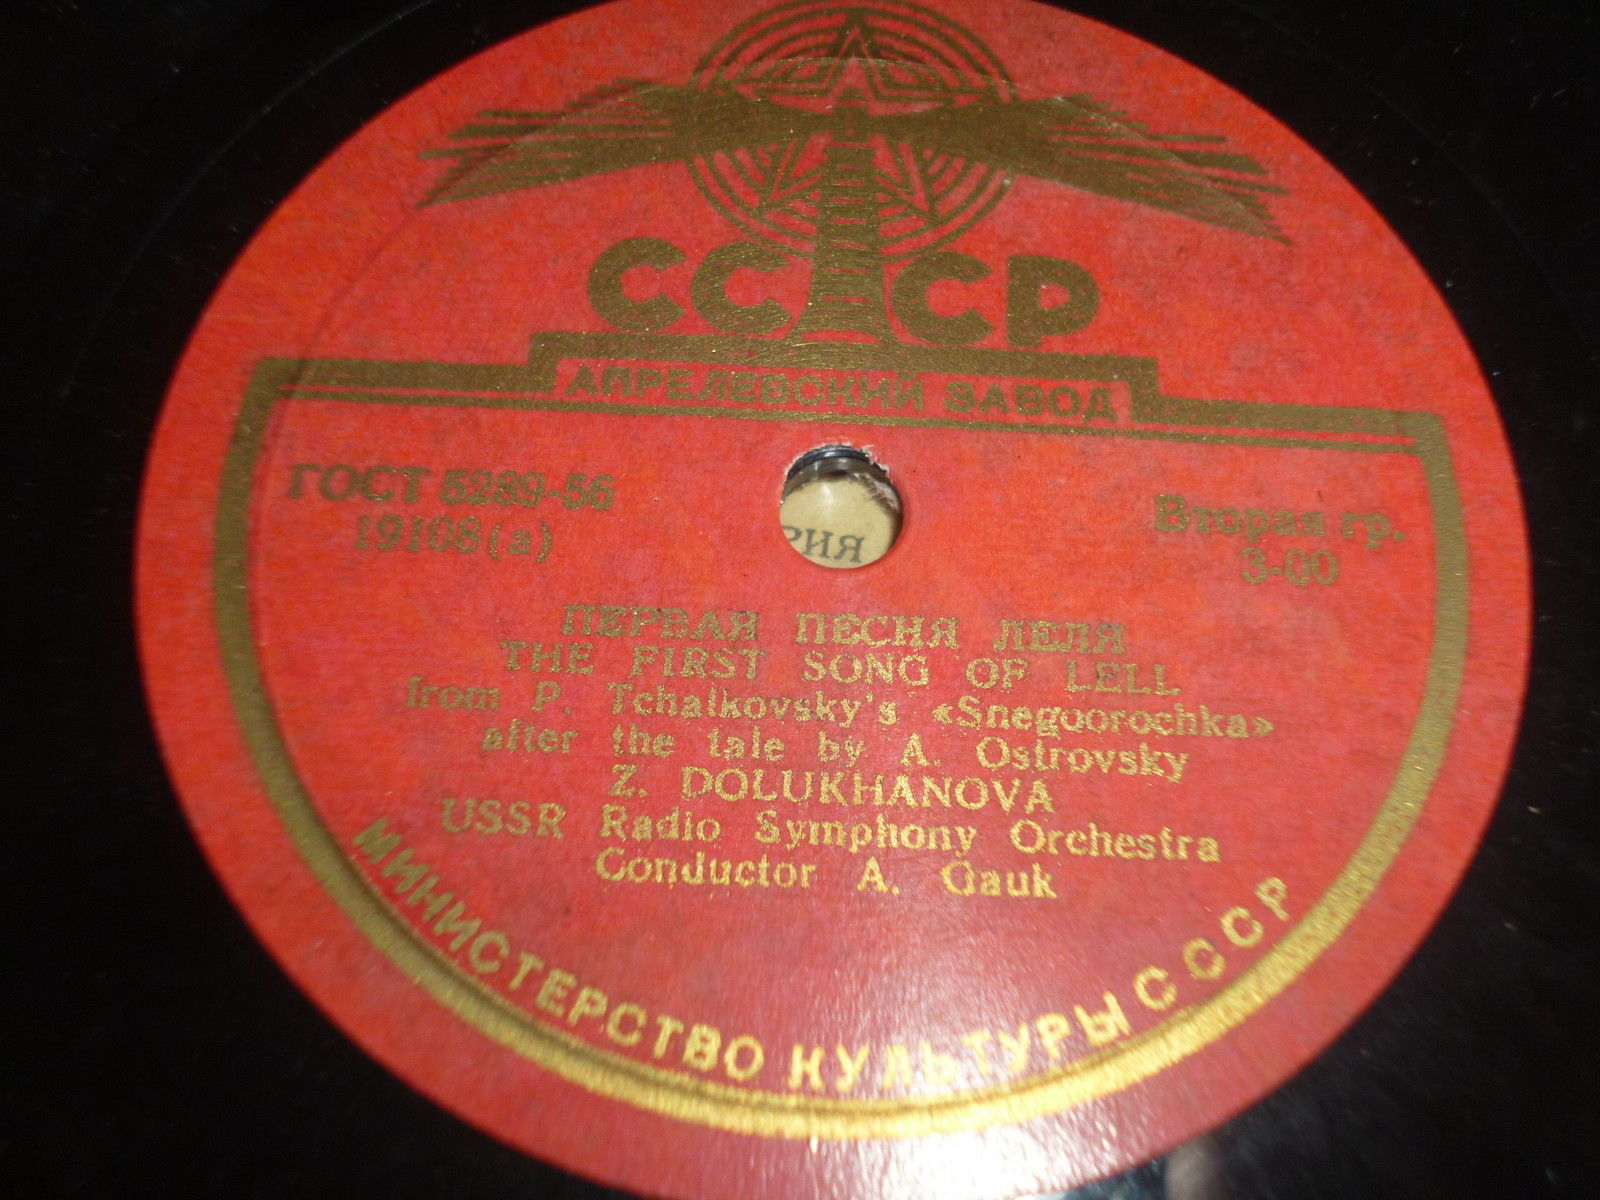 СССР
АПРЕЛЕВСКИЙ ЗАВОД
ГОСТ 5289-56
19108(а)
Вторая гр.
3-00
РИЯ
ПЕРВАЯ ПЕСНЯ ЛЕЛЯ
THE FIRST SONG OF LELL
from P. Tchaikovsky's «Snegoorochka»
after the tale by A. Ostrovsky
Z. DOLUKHANOVA
USSR Radio Symphony Orchestra
Conductor A. Gauk
МИНИСТЕРСТВО КУЛЬТУРЫ СССР